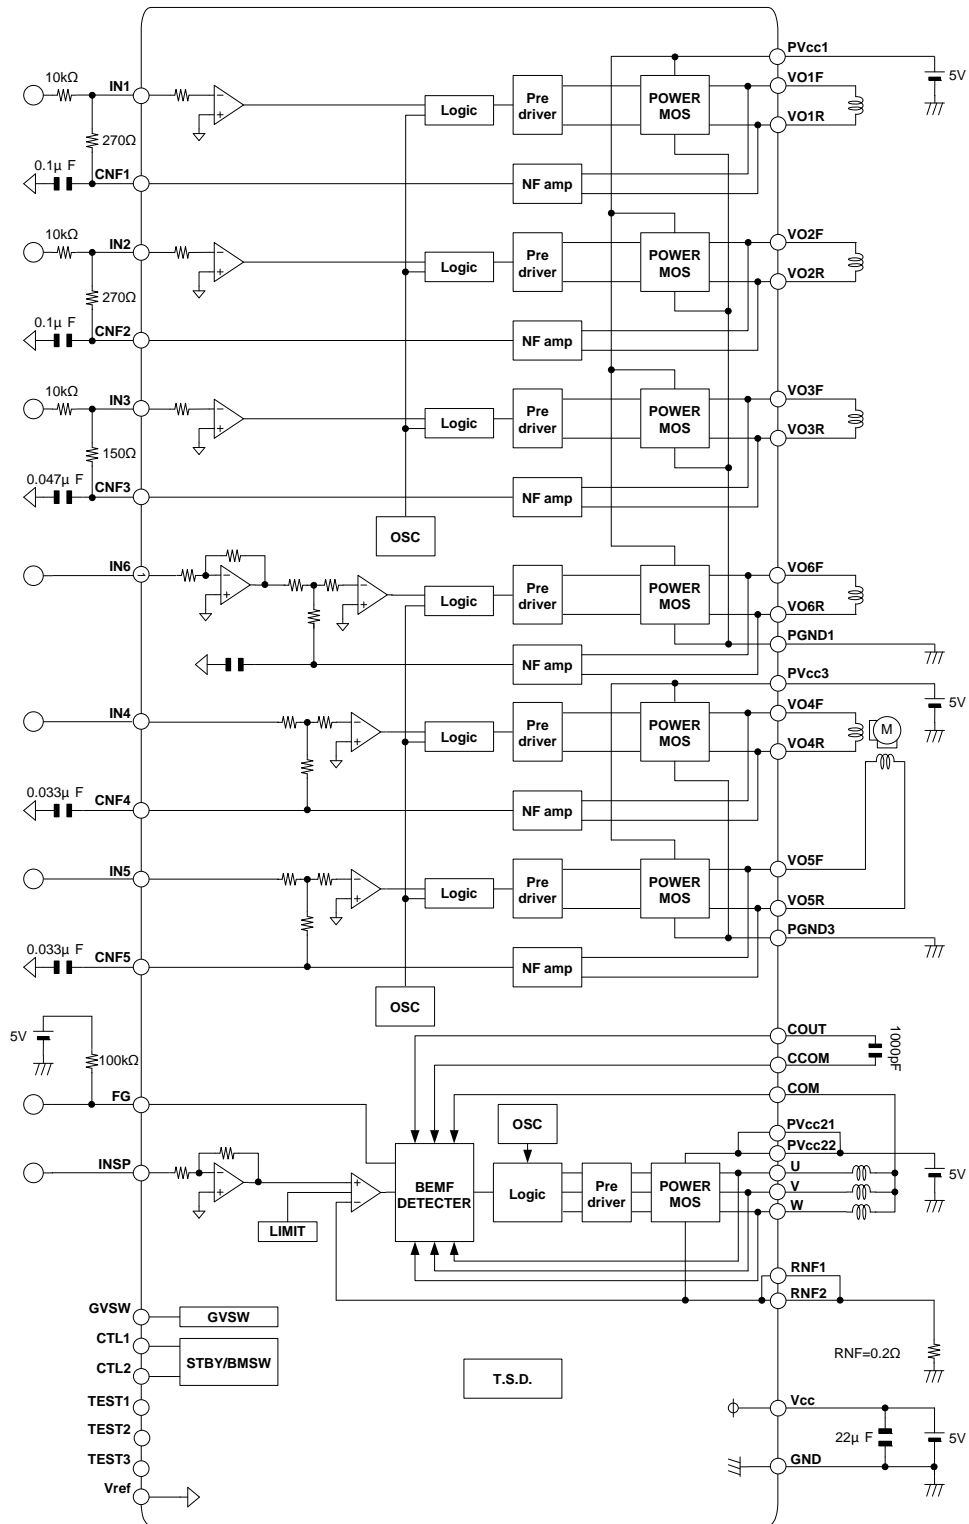 PVcc1
10kΩ
IN1
VO1F
5V
Logic
Pre driver
POWER MOS
VO1R
270Ω
0.1μ F
CNF1
NF amp
10kΩ
IN2
VO2F
Logic
Pre driver
POWER MOS
VO2R
270Ω
0.1μ F
CNF2
NF amp
10kΩ
IN3
VO3F
Logic
Pre driver
POWER MOS
VO3R
150Ω
0.047μ F
CNF3
NF amp
OSC
IN6
VO6F
Logic
Pre driver
POWER MOS
VO6R
PGND1
NF amp
PVcc3
5V
IN4
VO4F
Logic
Pre driver
POWER MOS
VO4R
M
0.033μ F
CNF4
NF amp
IN5
VO5F
Logic
Pre driver
POWER MOS
VO5R
PGND3
0.033μ F
CNF5
NF amp
OSC
5V
100kΩ
COUT
1000pF
CCOM
FG
COM
OSC
PVcc21
PVcc22
INSP
5V
BEMF DETECTER
Logic
Pre driver
POWER MOS
U
V
W
LIMIT
RNF1
RNF2
GVSW
GVSW
CTL1
STBY/BMSW
CTL2
RNF=0.2Ω
T.S.D.
TEST1
Vcc
TEST2
22μ F
5V
TEST3
GND
Vref